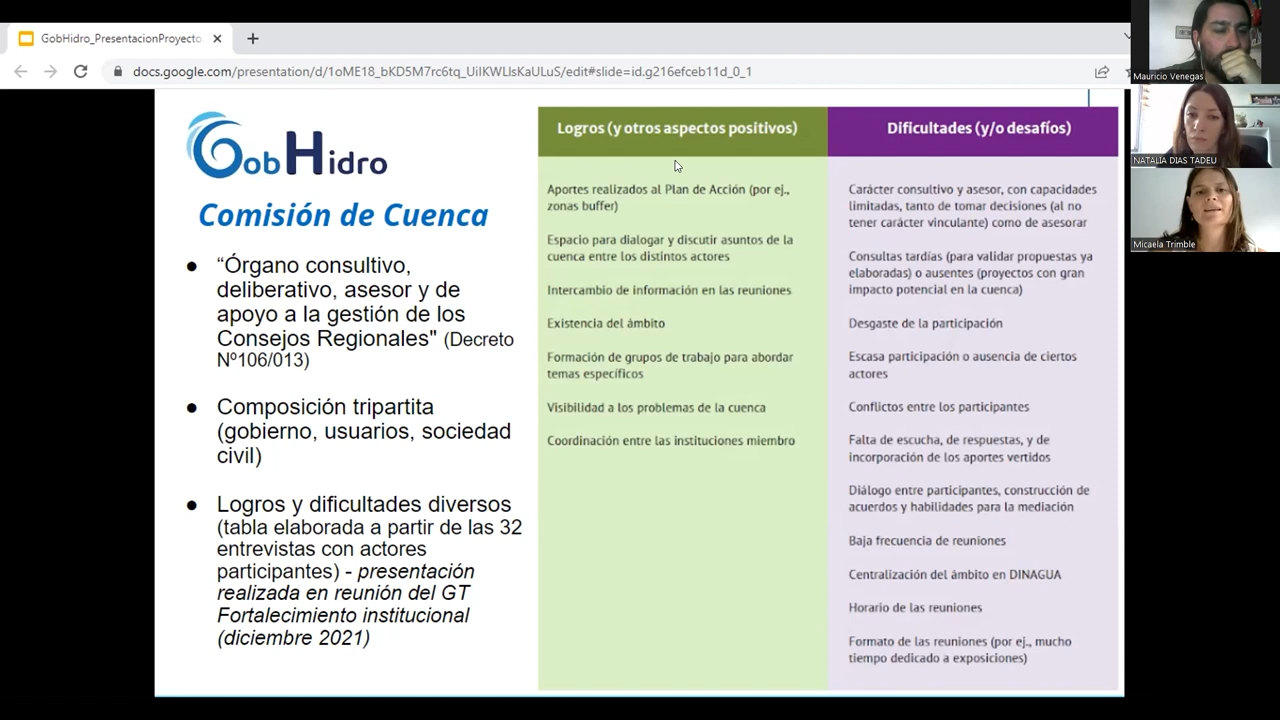 GobHidro_PresentacionProyecto
docs.google.com/presentation/d/1oME18_bKD5M7rc6tq_UiIKWLlsKaULuS/edit#slide=id.g216efceb11d_0_1
GobHidro
Comisión de Cuenca
● “Órgano consultivo,
deliberativo, asesor y de
apoyo a la gestión de los
Consejos Regionales" (Decreto
Nº106/013)
● Composición tripartita
(gobierno, usuarios, sociedad
civil)
● Logros y dificultades diversos
(tabla elaborada a partir de las 32
entrevistas con actores
participantes) - presentación
realizada en reunión del GT
Fortalecimiento institucional
(diciembre 2021)
Logros (y otros aspectos positivos)
Aportes realizados al Plan de Acción (por ej.,
zonas buffer)
Espacio para dialogar y discutir asuntos de la
cuenca entre los distintos actores
Intercambio de información en las reuniones
Existencia del ámbito
Formación de grupos de trabajo para abordar
temas específicos
Visibilidad a los problemas de la cuenca
Coordinación entre las instituciones miembro
Dificultades (y/o desafíos)
Carácter consultivo y asesor, con capacidades
limitadas, tanto de tomar decisiones (al no
tener carácter vinculante) como de asesorar
Consultas tardías (para validar propuestas ya
elaboradas) o ausentes (proyectos con gran
impacto potencial en la cuenca)
Desgaste de la participación
Escasa participación o ausencia de ciertos
actores
Conflictos entre los participantes
Falta de escucha, de respuestas, y de
incorporación de los aportes vertidos
Diálogo entre participantes, construcción de
acuerdos y habilidades para la mediación
Baja frecuencia de reuniones
Centralización del ámbito en DINAGUA
Horario de las reuniones
Formato de las reuniones (por ej., mucho
tiempo dedicado a exposiciones)
Mauricio Venegas
NATALIA DIAS TADEU
Micaela Trimble